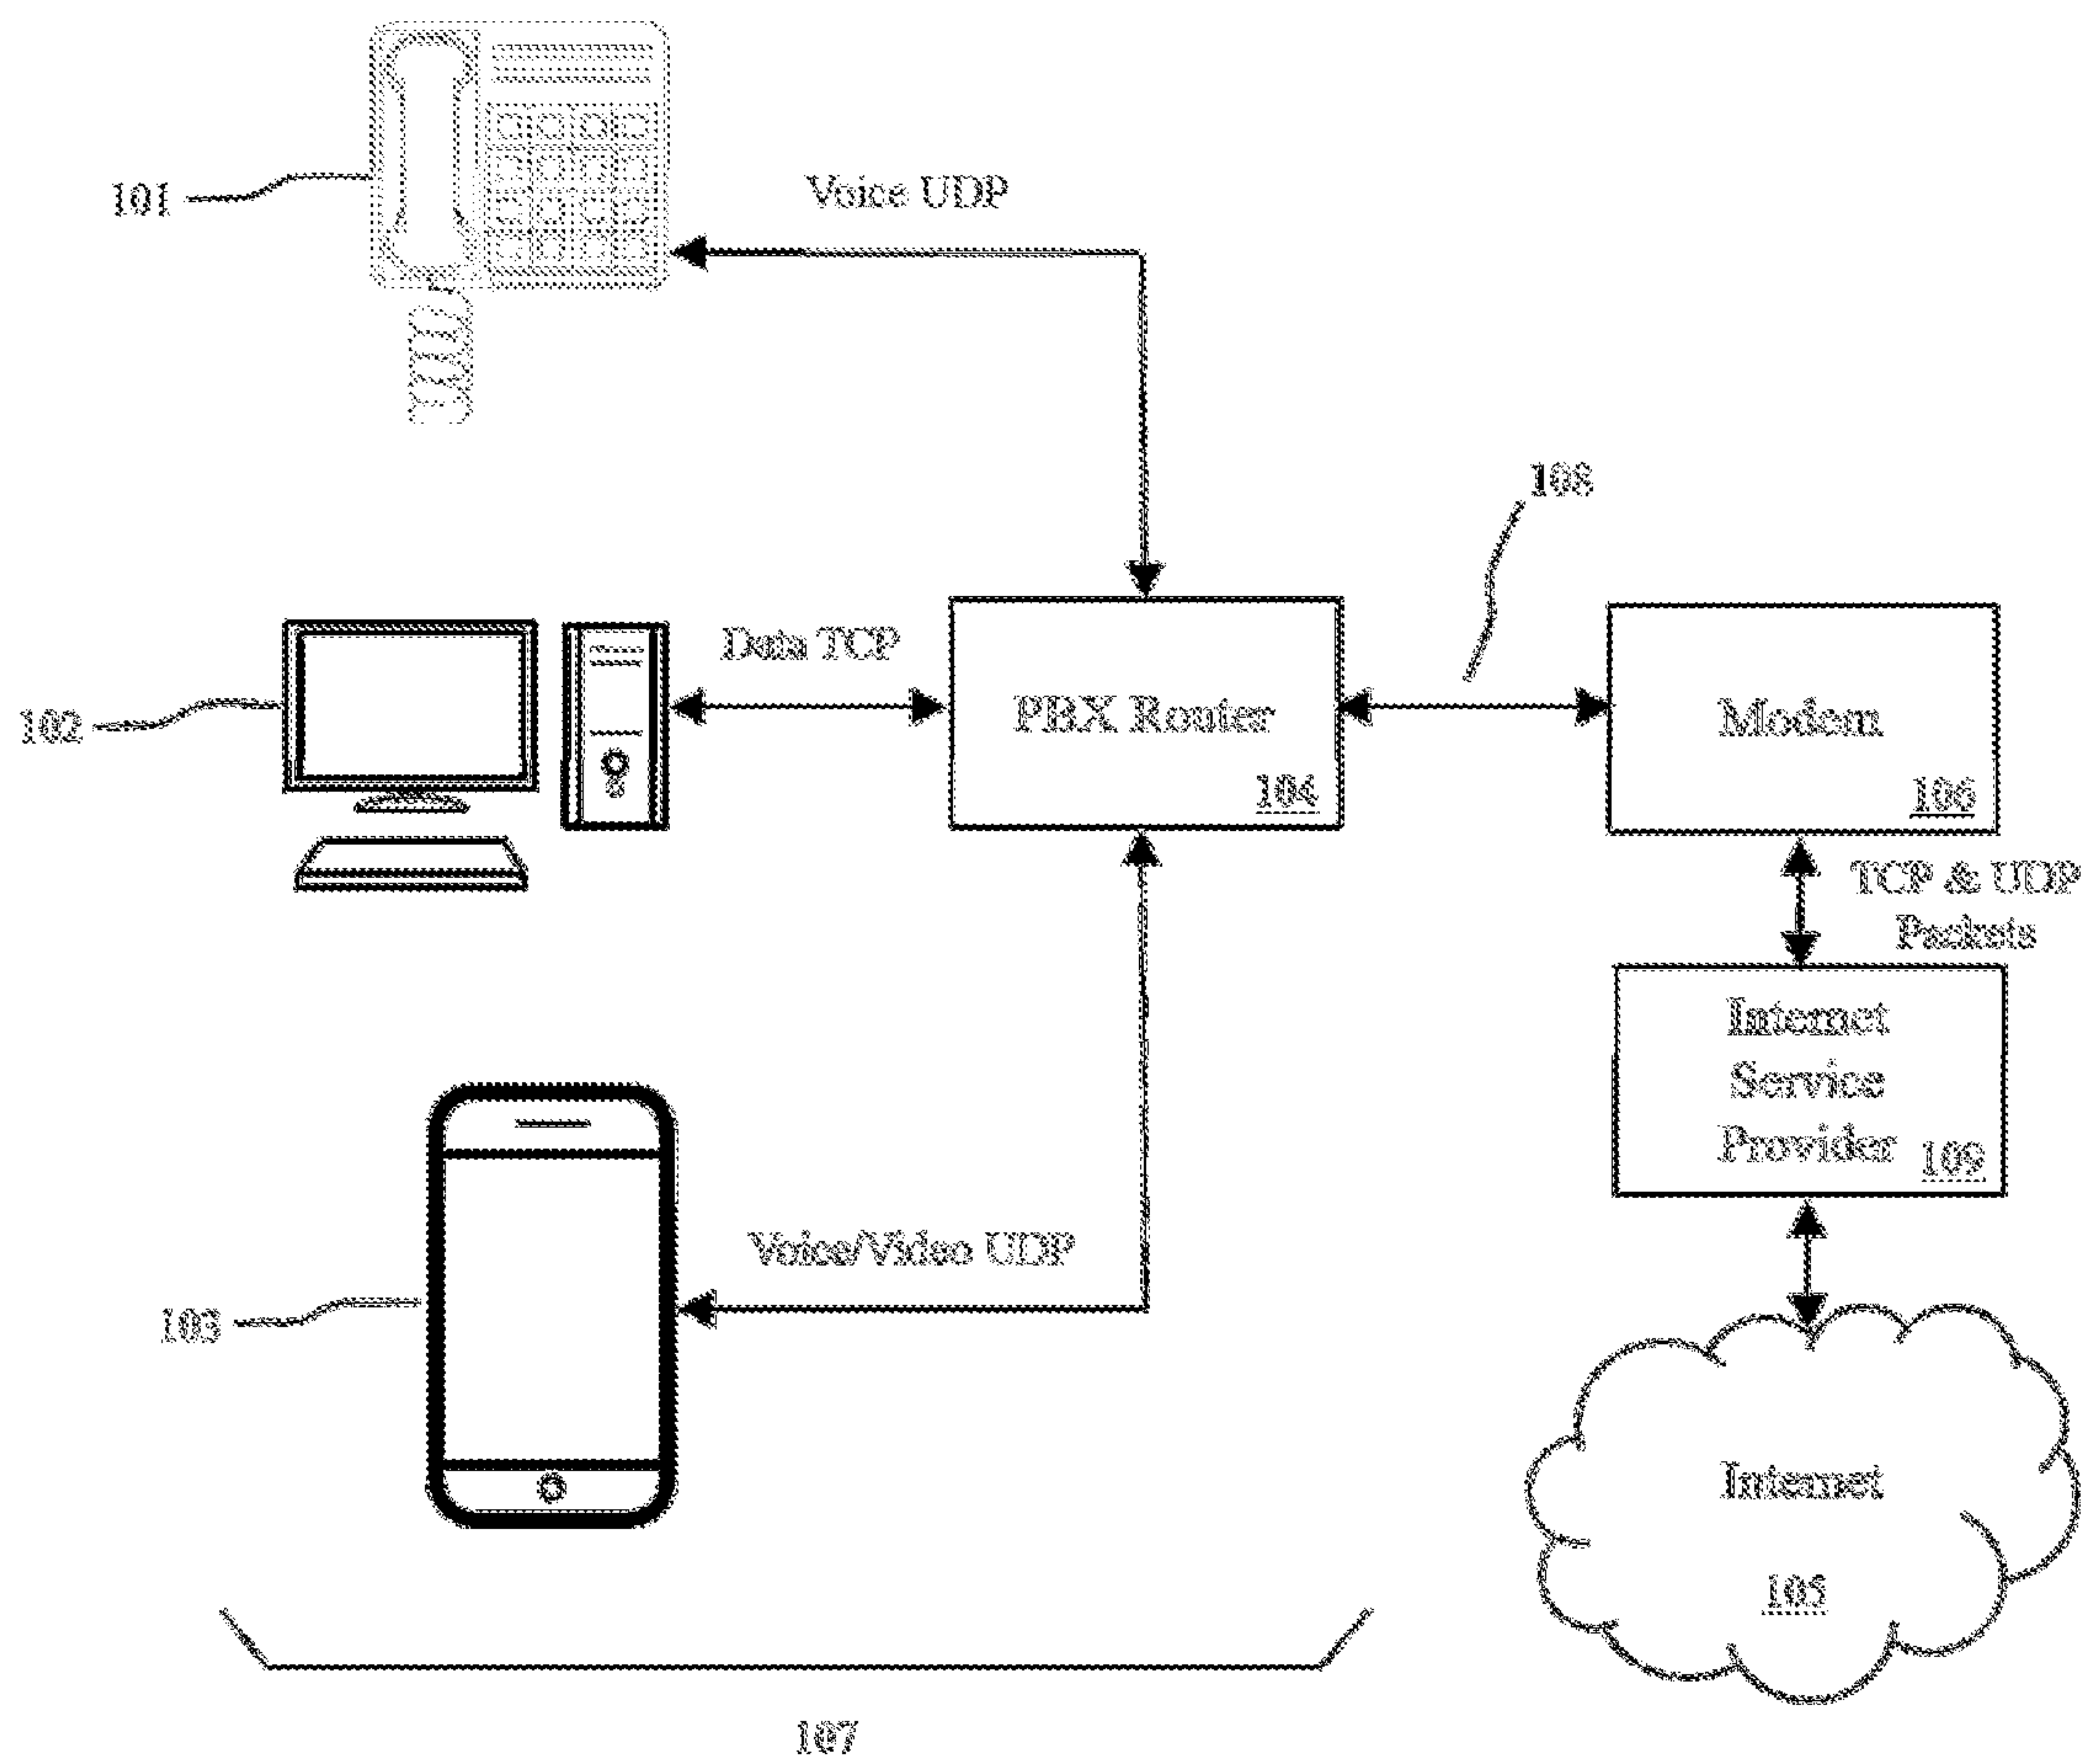 101
Voice UDP
108
102
Data TCP
PBX Router
104
Modem
106
TCP & UDP
Packets
Internet
Service
Provider
109
103
Voice/Video UDP
Internet
105
107